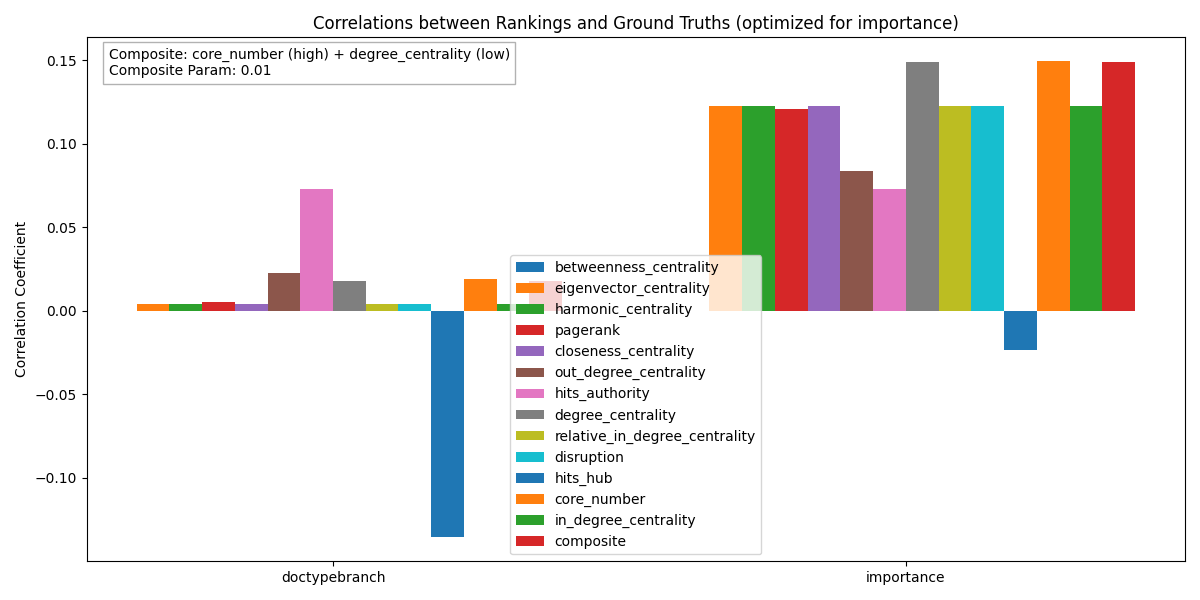 Correlations between Rankings and Ground Truths (optimized for importance)
Composite: core_number (high) + degree_centrality (low)
Composite Param: 0.01
Correlation Coefficient
0.15
0.10
0.05
0.00
−0.05
−0.10
betweenness_centrality
eigenvector_centrality
harmonic_centrality
pagerank
closeness_centrality
out_degree_centrality
hits_authority
degree_centrality
relative_in_degree_centrality
disruption
hits_hub
core_number
in_degree_centrality
composite
doctypebranch
importance